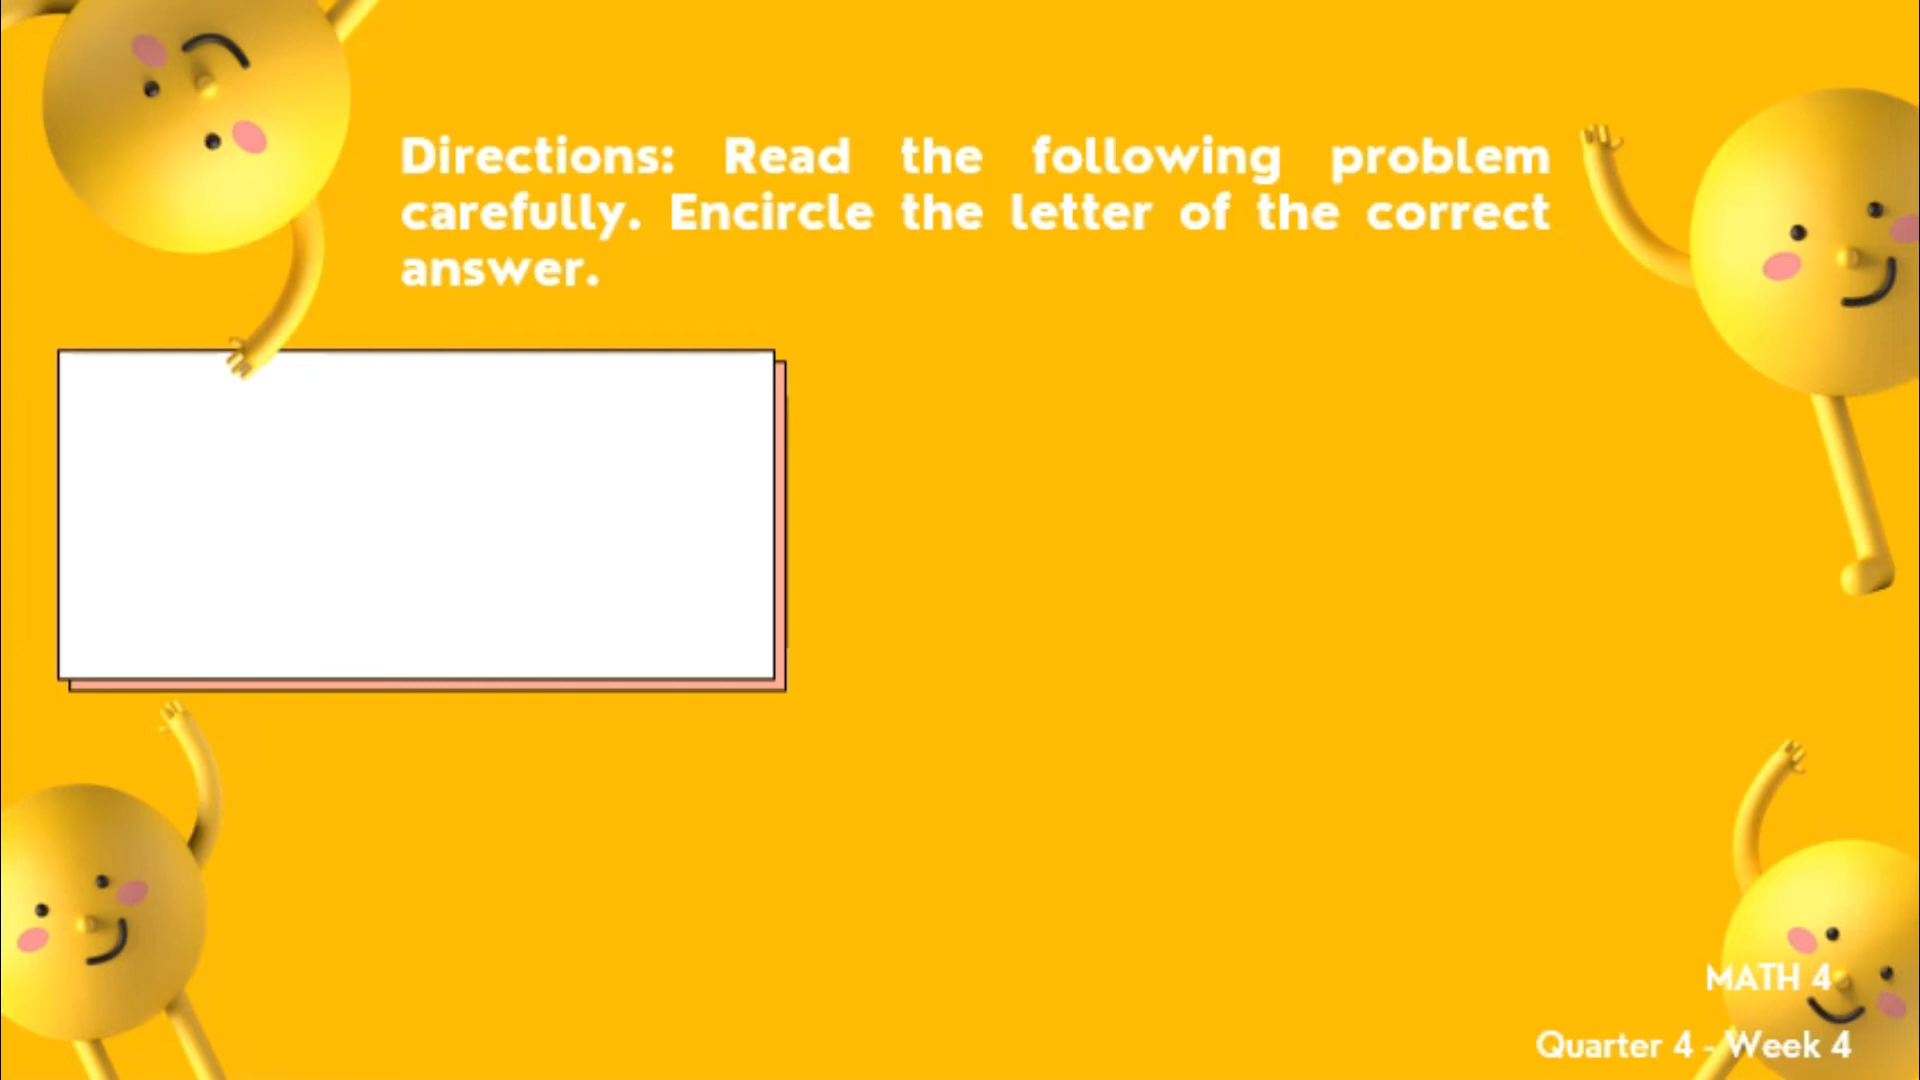 Directions: Read the following problem
carefully. Encircle the letter of the correct
answer.
MATH 4
Quarter 4 - Week 4